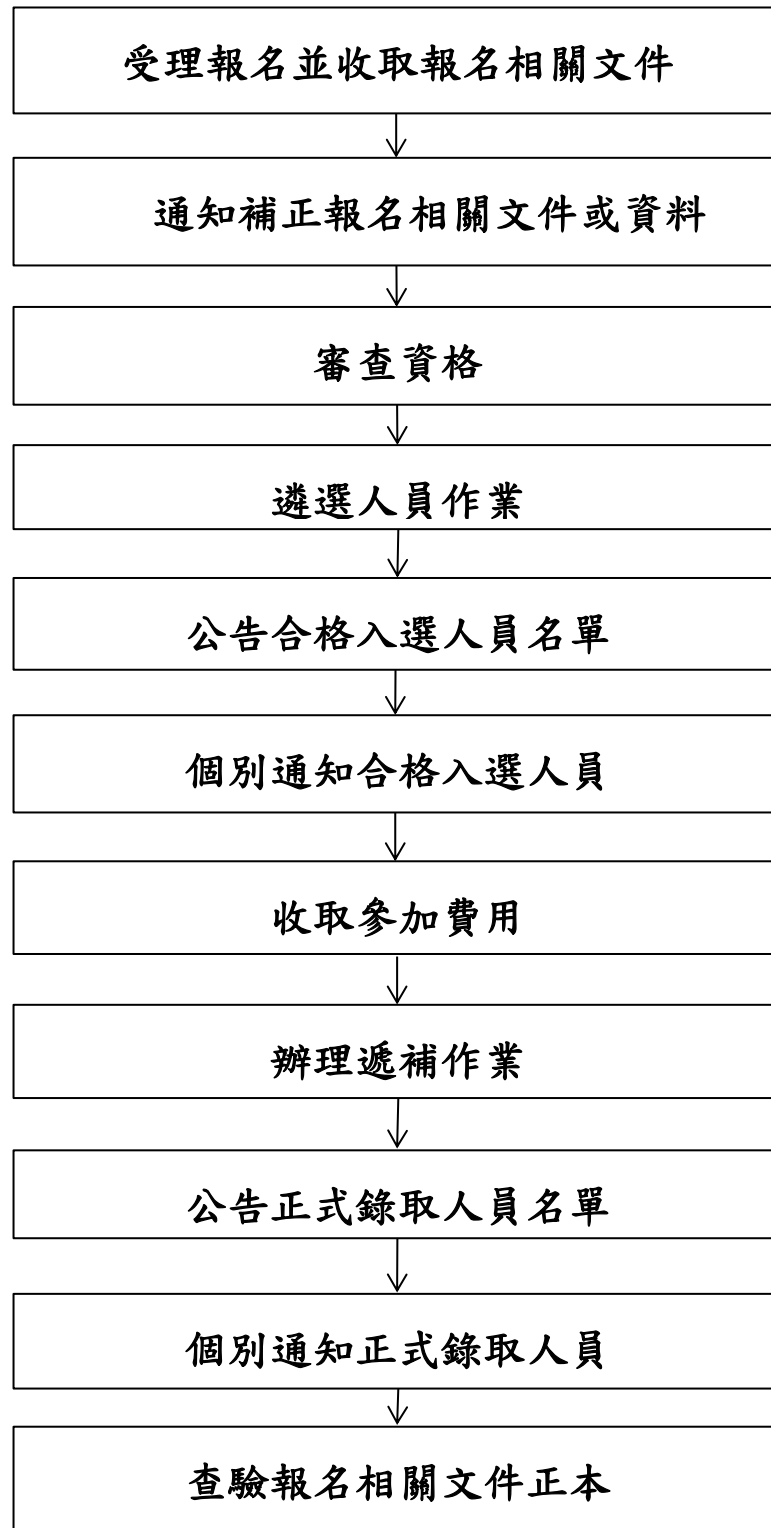 受理報名並收取報名相關文件
通知補正報名相關文件或資料
審查資格
遴選人員作業
公告合格入選人員名單
個別通知合格入選人員
收取參加費用
辦理遞補作業
公告正式錄取人員名單
個別通知正式錄取人員
查驗報名相關文件正本